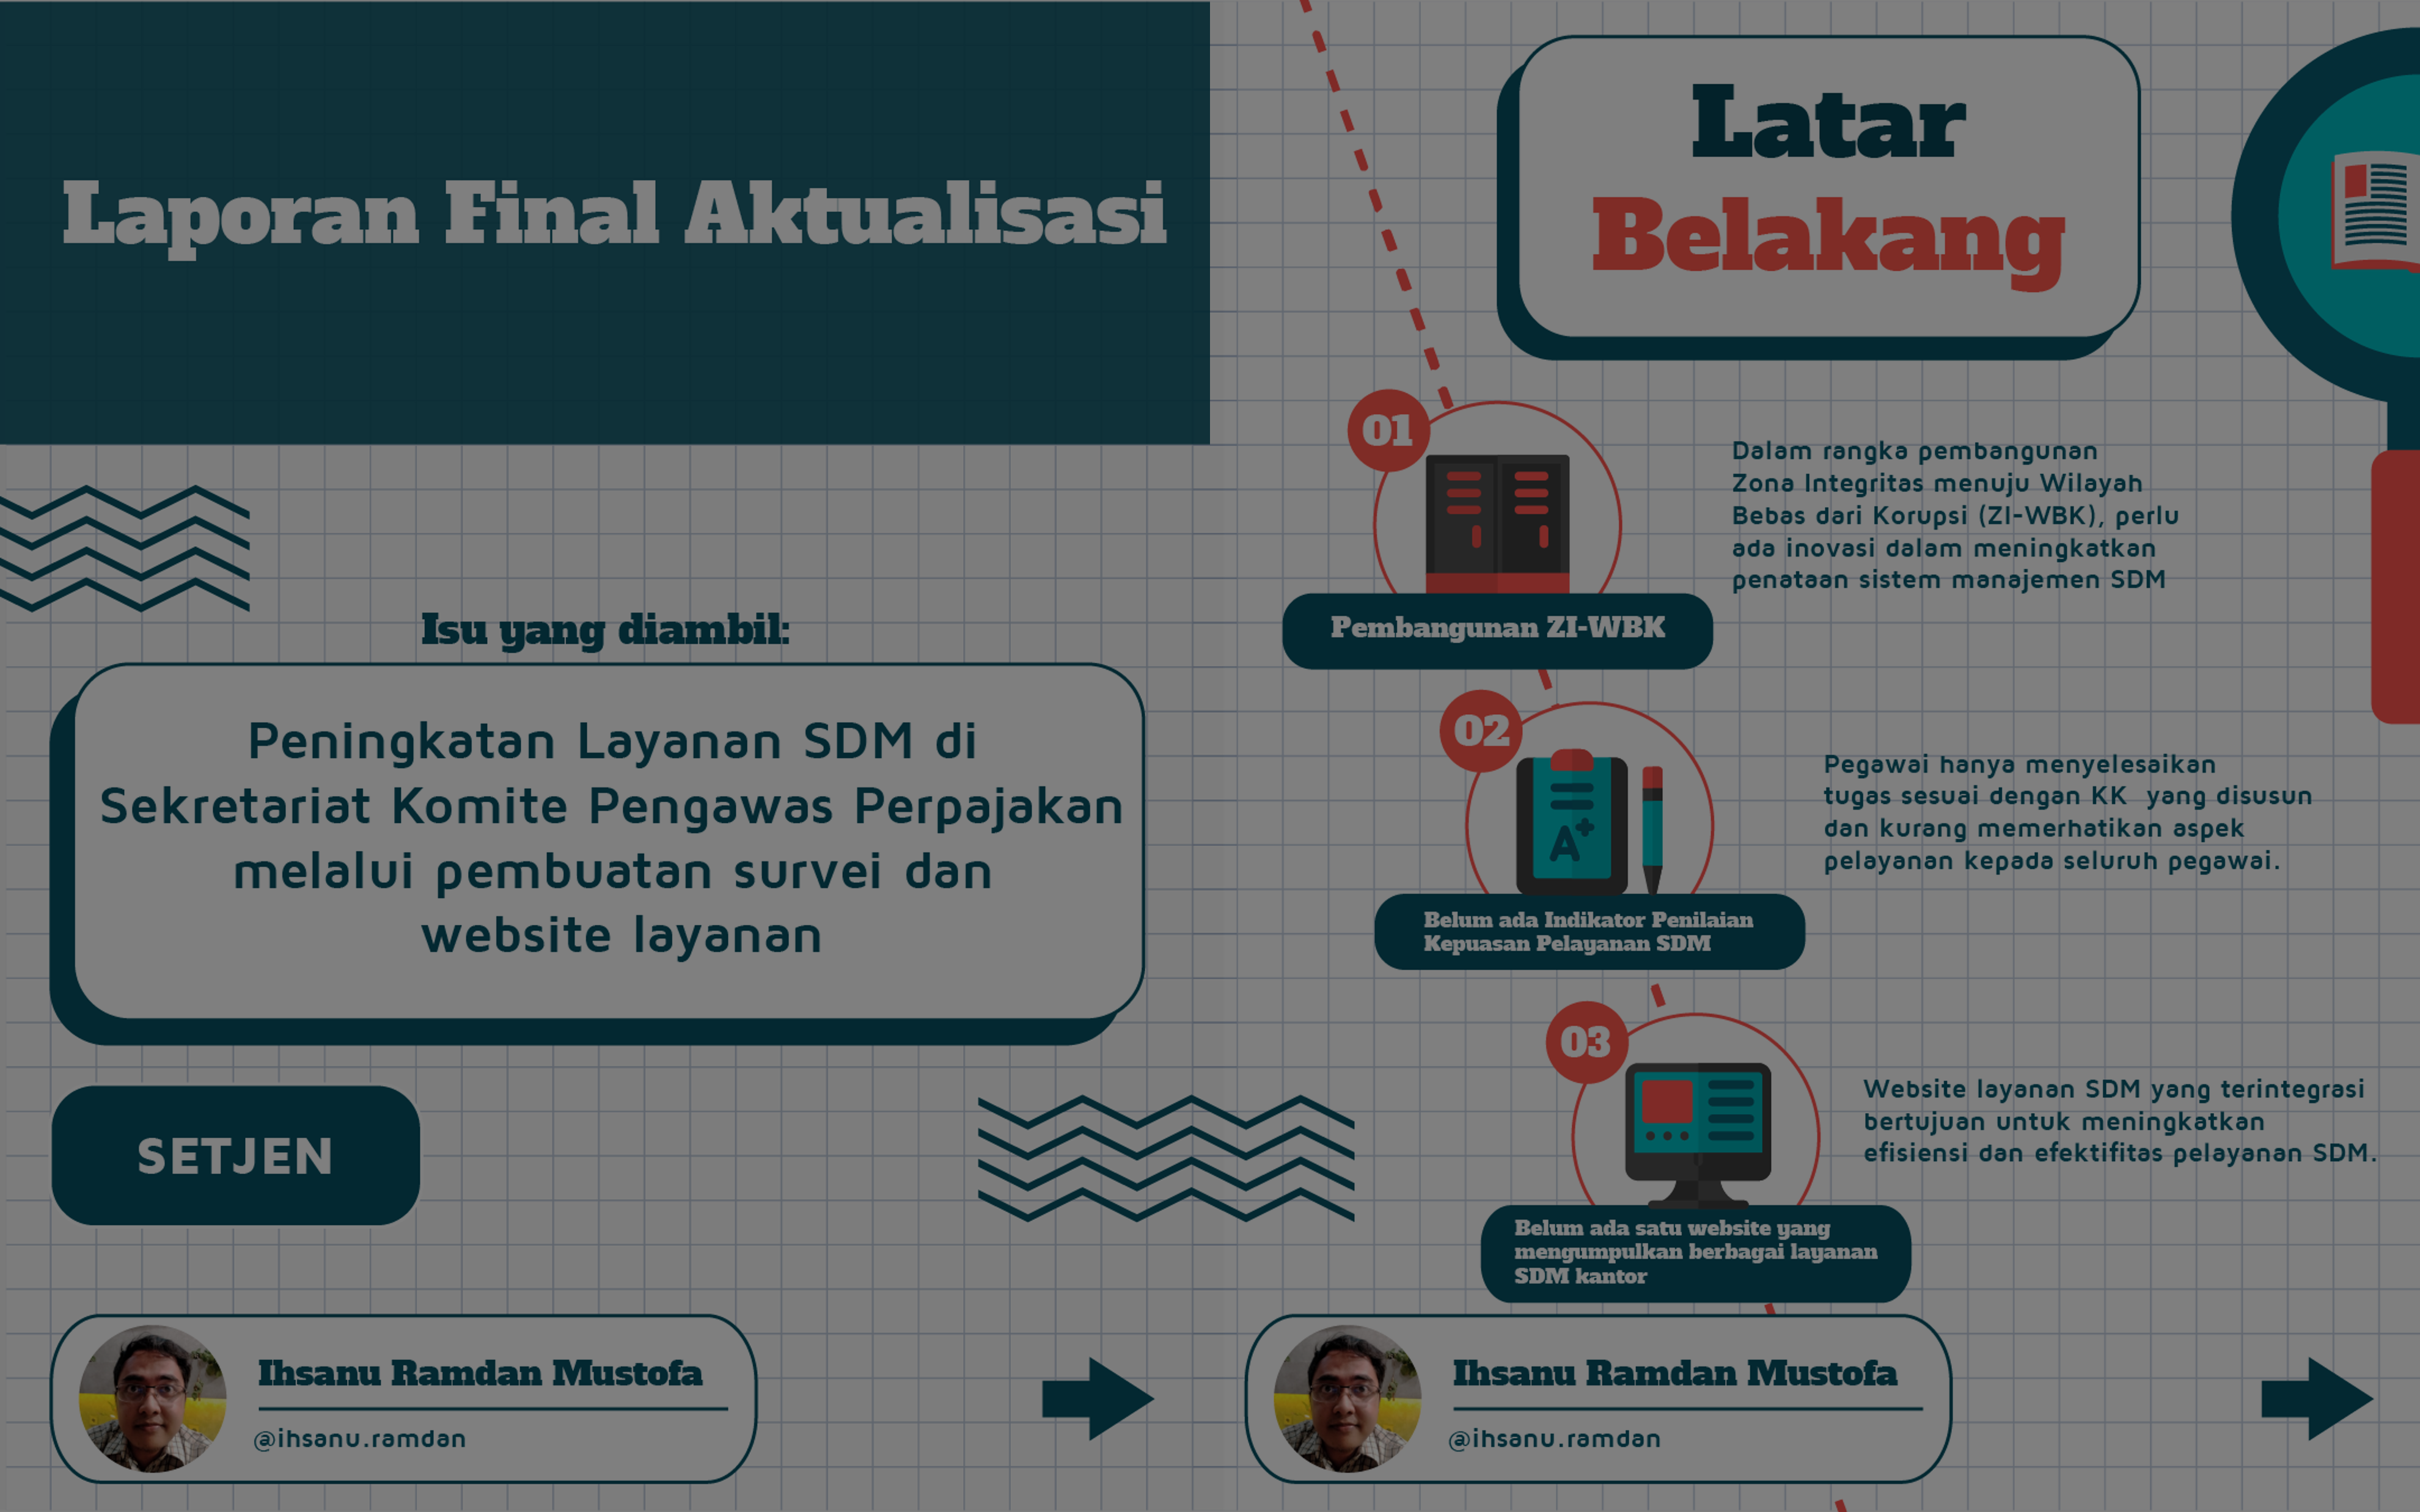 Laporan Final Aktualisasi
Isu yang diambil:
Peningkatan Layanan SDM di
Sekretariat Komite Pengawas Perpajakan
melalui pembuatan survei dan
website layanan
SETJEN
Ihsanu Ramdan Mustofa
@ihsanu.ramdan
Latar
Belakang
01
Pembangunan ZI-WBK
Dalam rangka pembangunan
Zona Integritas menuju Wilayah
Bebas dari Korupsi (ZI-WBK), perlu
ada inovasi dalam meningkatkan
penataan sistem manajemen SDM
02
A+
Belum ada Indikator Penilaian
Kepuasan Pelayanan SDM
Pegawai hanya menyelesaikan
tugas sesuai dengan KK yang disusun
dan kurang memerhatikan aspek
pelayanan kepada seluruh pegawai.
03
Belum ada satu website yang
mengumpulkan berbagai layanan
SDM kantor
Website layanan SDM yang terintegrasi
bertujuan untuk meningkatkan
efisiensi dan efektifitas pelayanan SDM.
Ihsanu Ramdan Mustofa
@ihsanu.ramdan